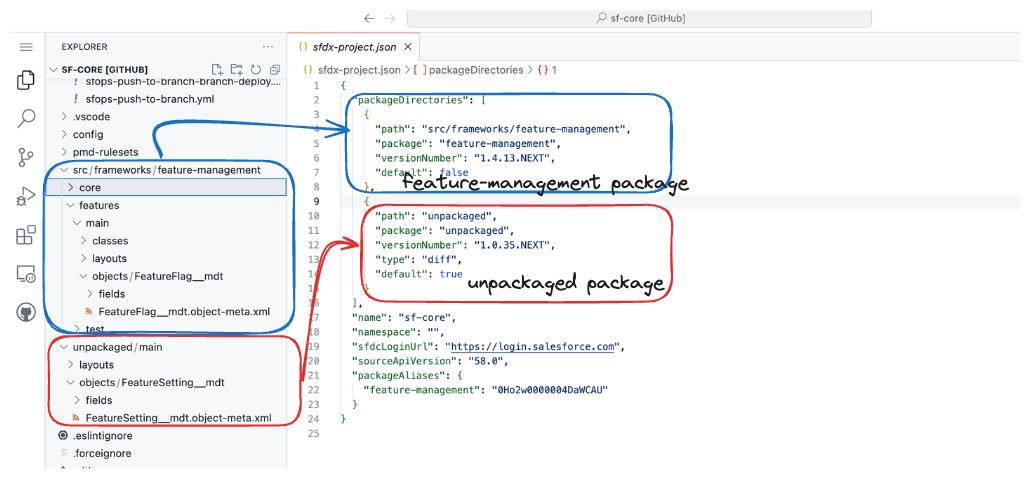 sf-core [GitHub]
EXPLORER
SF-CORE [GITHUB]
sfops-push-to-branch-branch-deploy....
! sfops-push-to-branch.yml
.vscode
config
pmd-rulesets
src/frameworks/feature-management
core
features
main
classes
layouts
objects/FeatureFlag__mdt
fields
FeatureFlag__mdt.object-meta.xml
test
unpackaged/main
layouts
objects/FeatureSetting__mdt
fields
FeatureSetting__mdt.object-meta.xml
.eslintignore
.forceignore
{} sfdx-project.json ×
{} sfdx-project.json > [ ] packageDirectories > {} 1
1 {
2 "packageDirectories": [
3 {
4 "path": "src/frameworks/feature-management",
5 "package": "feature-management",
6 "versionNumber": "1.4.13.NEXT",
7 "default": false
feature-management package
8 },
9 {
10 "path": "unpackaged",
11 "package": "unpackaged",
12 "versionNumber": "1.0.35.NEXT",
13 "type": "diff",
14 "default": true
unpackaged package
15 }
16 ],
17 "name": "sf-core",
18 "namespace": "",
19 "sfdcLoginUrl": "https://login.salesforce.com",
20 "sourceApiVersion": "58.0",
21 "packageAliases": {
22 "feature-management": "0Ho2w0000004DaWCAU"
23 }
24 }
25